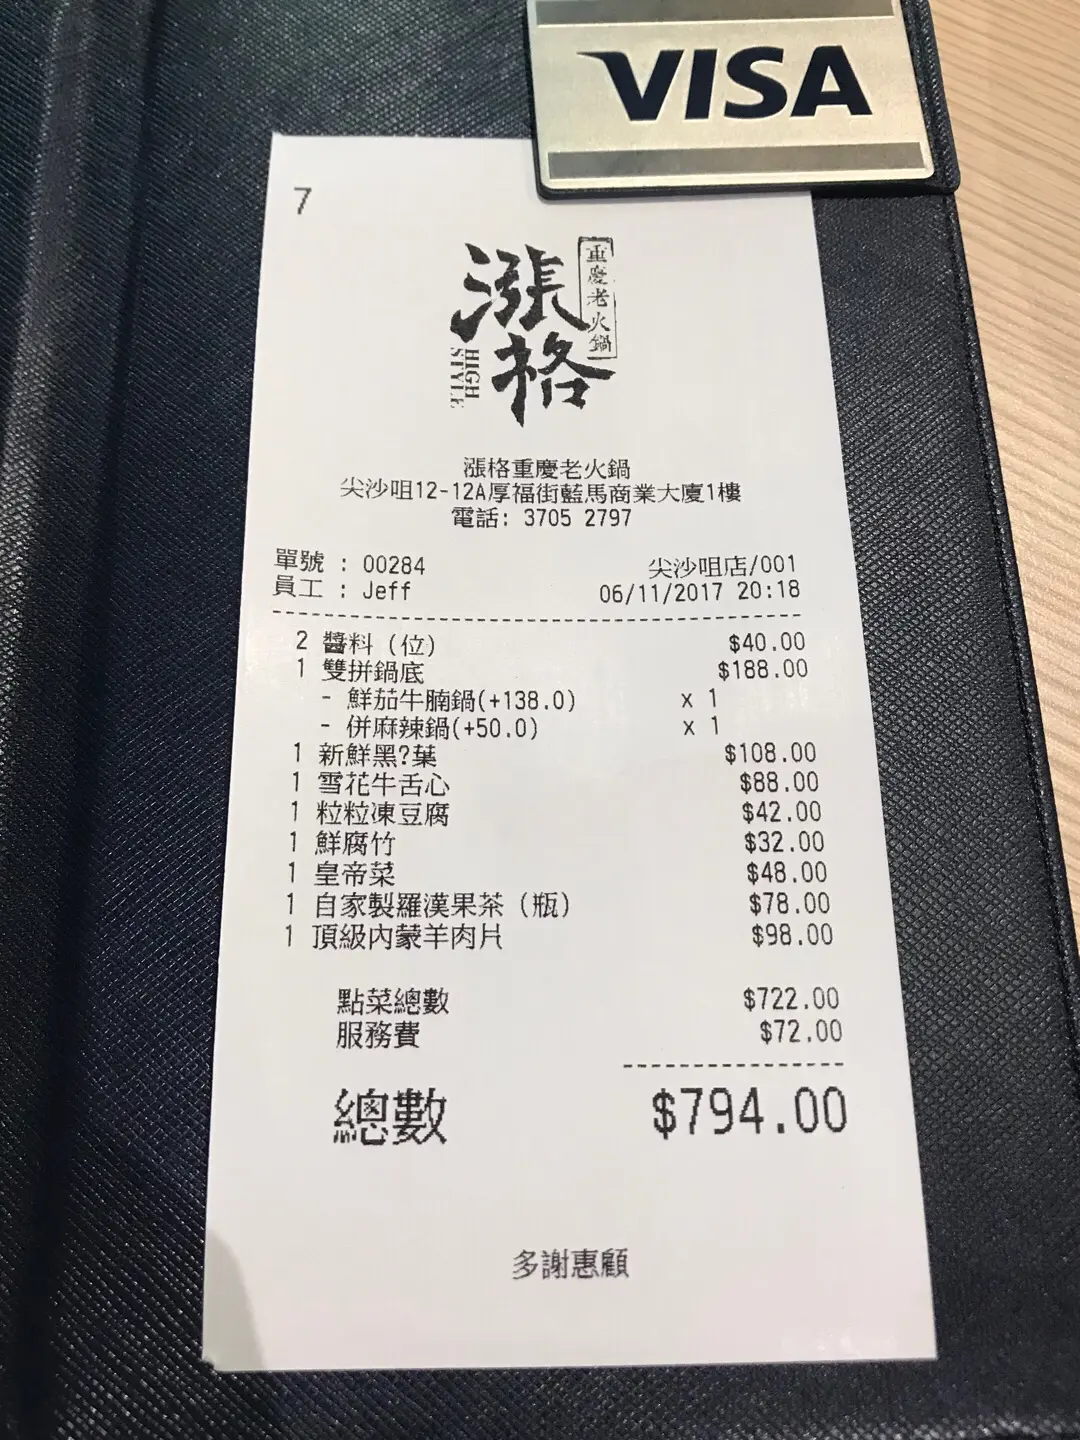 VISA
7
漲格
重慶老火鍋
HIGH STYLE
漲格重慶老火鍋
尖沙咀12-12A厚福街藍馬商業大廈1樓
電話: 3705 2797
單號 : 00284 尖沙咀店/001
員工 : Jeff 06/11/2017 20:18
2 醬料 (位) $40.00
1 雙拼鍋底 $188.00
- 鮮茄牛腩鍋(+138.0) x 1
- 併麻辣鍋(+50.0) x 1
1 新鮮黑?葉 $108.00
1 雪花牛舌心 $88.00
1 粒粒凍豆腐 $42.00
1 鮮腐竹 $32.00
1 皇帝菜 $48.00
1 自家製羅漢果茶 (瓶) $78.00
1 頂級內蒙羊肉片 $98.00
點菜總數 $722.00
服務費 $72.00
總數 $794.00
多謝惠顧